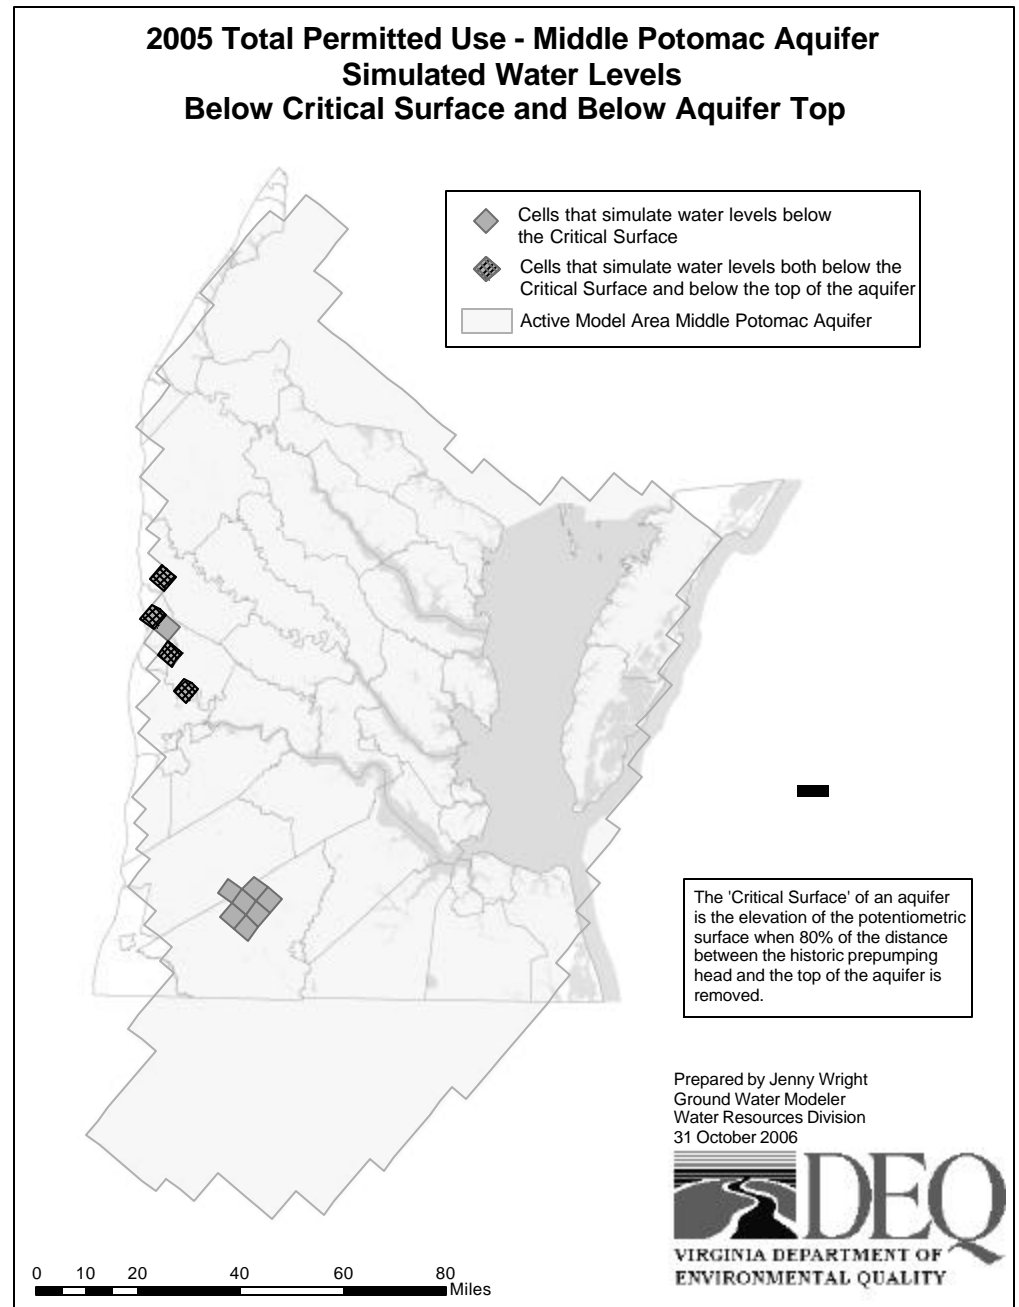 2005 Total Permitted Use - Middle Potomac Aquifer
Simulated Water Levels
Below Critical Surface and Below Aquifer Top
Cells that simulate water levels below
the Critical Surface
Cells that simulate water levels both below the
Critical Surface and below the top of the aquifer
Active Model Area Middle Potomac Aquifer
The 'Critical Surface' of an aquifer
is the elevation of the potentiometric
surface when 80% of the distance
between the historic prepumping
head and the top of the aquifer is
removed.
Prepared by Jenny Wright
Ground Water Modeler
Water Resources Division
31 October 2006
DEQ
VIRGINIA DEPARTMENT OF
ENVIRONMENTAL QUALITY
0 10 20 40 60 80
Miles